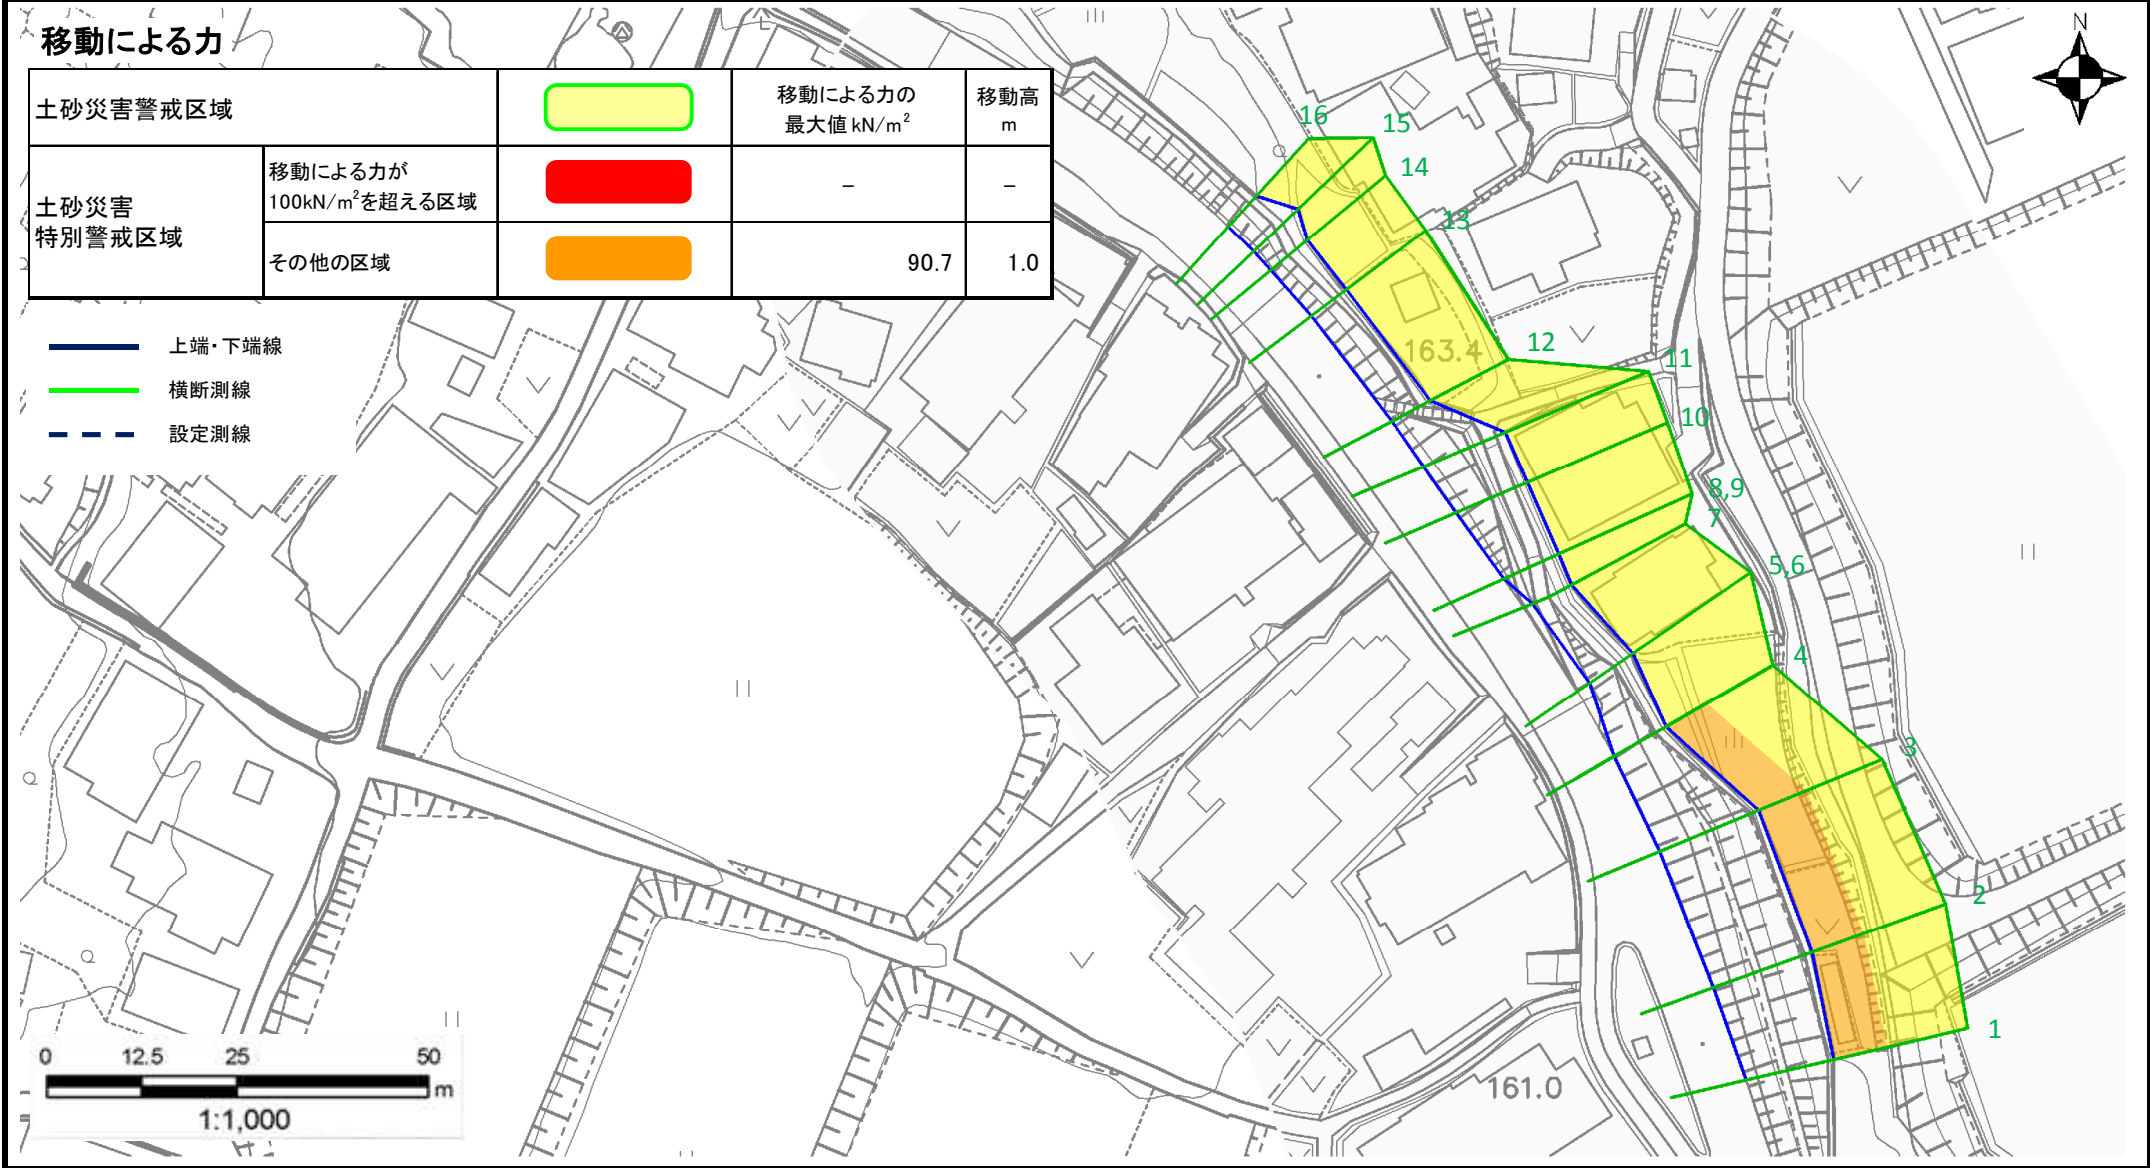 移動による力
土砂災害警戒区域
移動による力の
最大値 kN/m²
移動高
m
土砂災害
特別警戒区域
移動による力が
100kN/m²を超える区域
－
－
その他の区域
90.7
1.0
上端・下端線
横断測線
設定測線
N
16
15
14
13
12
11
10
8,9
7
5,6
4
3
2
1
163.4
161.0
0
12.5
25
50
m
1:1,000